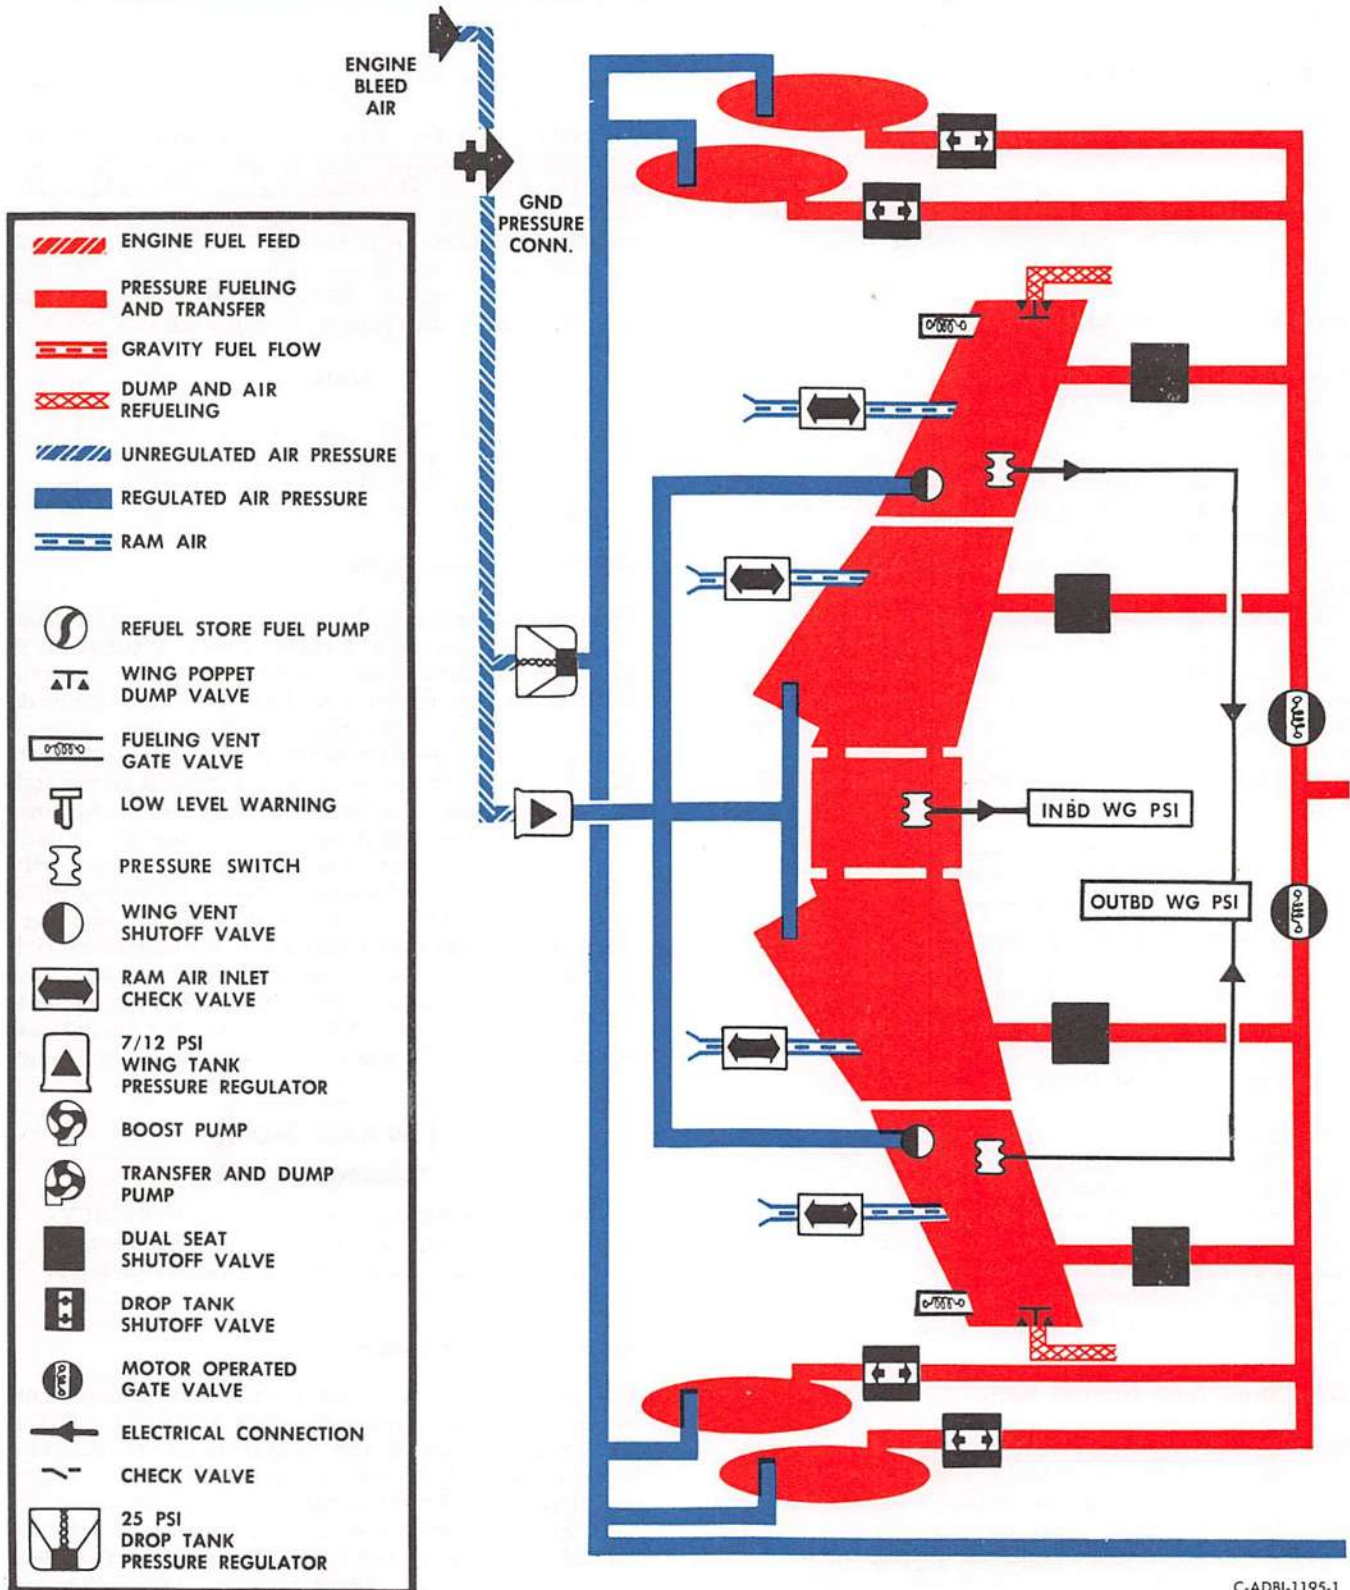 ENGINE
BLEED
AIR
GND
PRESSURE
CONN.
ENGINE FUEL FEED
PRESSURE FUELING
AND TRANSFER
GRAVITY FUEL FLOW
DUMP AND AIR
REFUELING
UNREGULATED AIR PRESSURE
REGULATED AIR PRESSURE
RAM AIR
REFUEL STORE FUEL PUMP
WING POPPET
DUMP VALVE
FUELING VENT
GATE VALVE
LOW LEVEL WARNING
PRESSURE SWITCH
WING VENT
SHUTOFF VALVE
RAM AIR INLET
CHECK VALVE
7/12 PSI
WING TANK
PRESSURE REGULATOR
BOOST PUMP
TRANSFER AND DUMP
PUMP
DUAL SEAT
SHUTOFF VALVE
DROP TANK
SHUTOFF VALVE
MOTOR OPERATED
GATE VALVE
ELECTRICAL CONNECTION
CHECK VALVE
25 PSI
DROP TANK
PRESSURE REGULATOR
INBD WG PSI
OUTBD WG PSI
C-ADBJ-1195-1